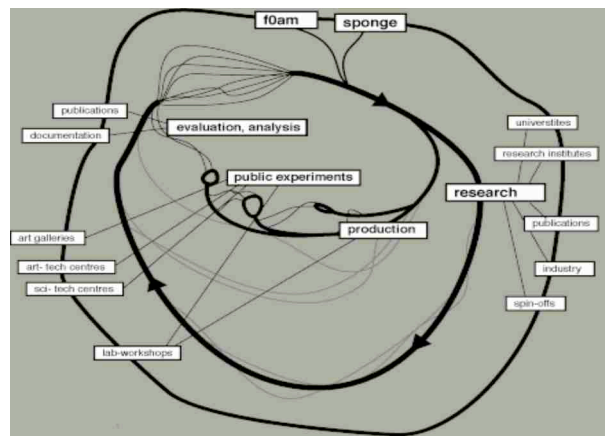 f0am
sponge
publications
documentation
evaluation, analysis
public experiments
universtites
research institutes
research
publications
production
art galleries
art- tech centres
sci- tech centres
industry
spin-offs
lab-workshops